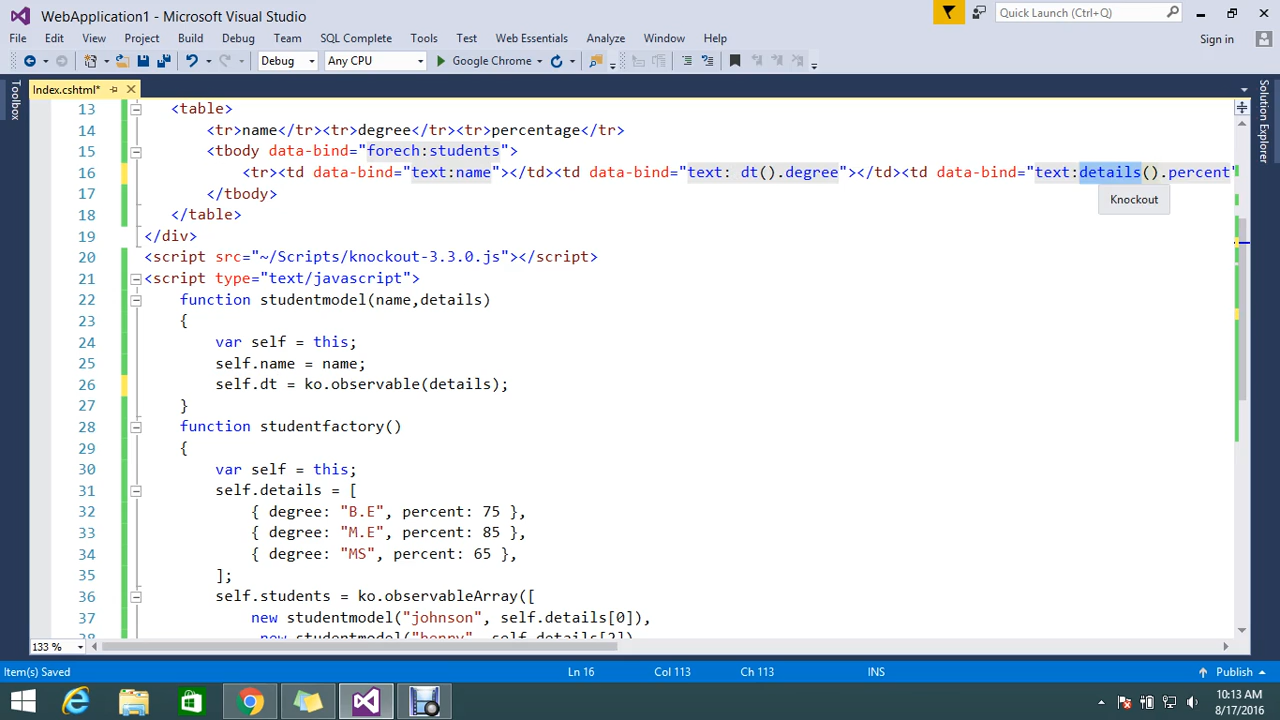 WebApplication1 - Microsoft Visual Studio
Quick Launch (Ctrl+Q)
File Edit View Project Build Debug Team SQL Complete Tools Test Web Essentials Analyze Window Help
Sign in
Debug Any CPU Google Chrome
Index.cshtml*
Toolbox
Solution Explorer
13 <table>
14 <tr>name</tr><tr>degree</tr><tr>percentage</tr>
15 <tbody data-bind="forech:students">
16 <tr><td data-bind="text:name"></td><td data-bind="text: dt().degree"></td><td data-bind="text:details().percent"
Knockout
17 </tbody>
18 </table>
19 </div>
20 <script src="~/Scripts/knockout-3.3.0.js"></script>
21 <script type="text/javascript">
22 function studentmodel(name,details)
23 {
24 var self = this;
25 self.name = name;
26 self.dt = ko.observable(details);
27 }
28 function studentfactory()
29 {
30 var self = this;
31 self.details = [
32 { degree: "B.E", percent: 75 },
33 { degree: "M.E", percent: 85 },
34 { degree: "MS", percent: 65 },
35 ];
36 self.students = ko.observableArray([
37 new studentmodel("johnson", self.details[0]),
38 new studentmodel("henry", self.details[2])
133 %
Item(s) Saved Ln 16 Col 113 Ch 113 INS Publish
10:13 AM
8/17/2016